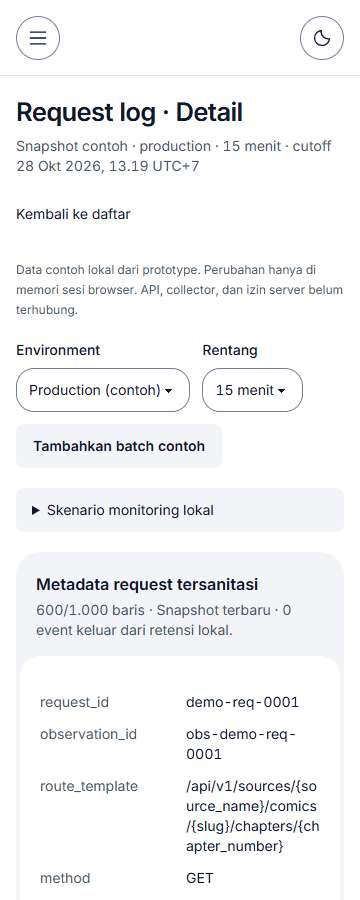 Request log · Detail
Snapshot contoh · production · 15 menit · cutoff
28 Okt 2026, 13.19 UTC+7
Kembali ke daftar
Data contoh lokal dari prototype. Perubahan hanya di
memori sesi browser. API, collector, dan izin server belum
terhubung.
Environment
Rentang
Production (contoh)
15 menit
Tambahkan batch contoh
Skenario monitoring lokal
Metadata request tersanitasi
600/1.000 baris · Snapshot terbaru · 0
event keluar dari retensi lokal.
request_id
demo-req-0001
observation_id
obs-demo-req-
0001
route_template
/api/v1/sources/{so
urce_name}/comics
/{slug}/chapters/{ch
apter_number}
method
GET